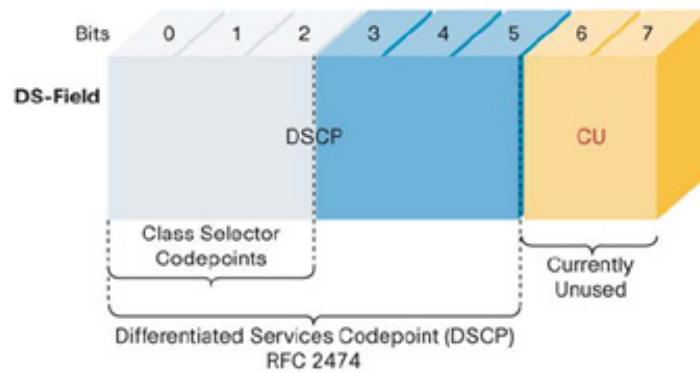 Bits 0 1 2 3 4 5 6 7
DS-Field
DSCP CU
Class Selector
Codepoints
Currently
Unused
Differentiated Services Codepoint (DSCP)
RFC 2474